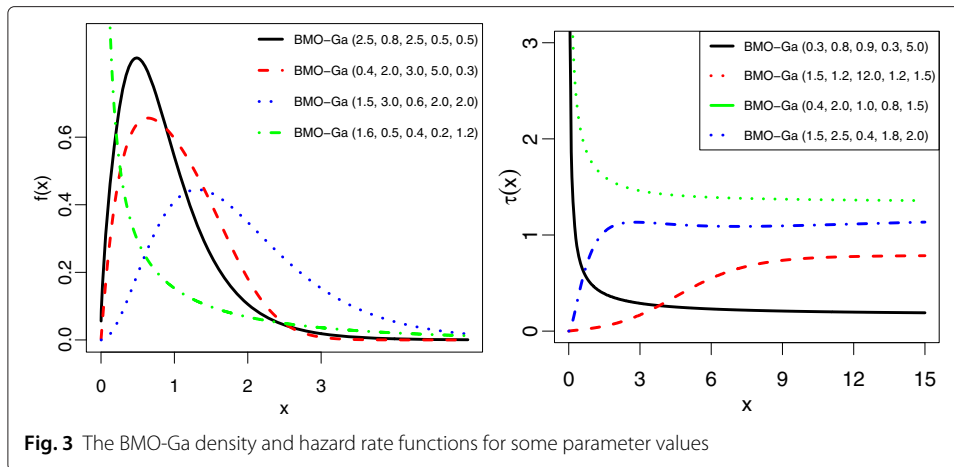 BMO−Ga (2.5, 0.8, 2.5, 0.5, 0.5)
BMO−Ga (0.4, 2.0, 3.0, 5.0, 0.3)
BMO−Ga (1.5, 3.0, 0.6, 2.0, 2.0)
BMO−Ga (1.6, 0.5, 0.4, 0.2, 1.2)
f(x)
0.6
0.4
0.2
0.0
0 1 2 3
x
BMO−Ga (0.3, 0.8, 0.9, 0.3, 5.0)
BMO−Ga (1.5, 1.2, 12.0, 1.2, 1.5)
BMO−Ga (0.4, 2.0, 1.0, 0.8, 1.5)
BMO−Ga (1.5, 2.5, 0.4, 1.8, 2.0)
τ(x)
3
2
1
0
0 3 6 9 12 15
x
Fig. 3 The BMO-Ga density and hazard rate functions for some parameter values